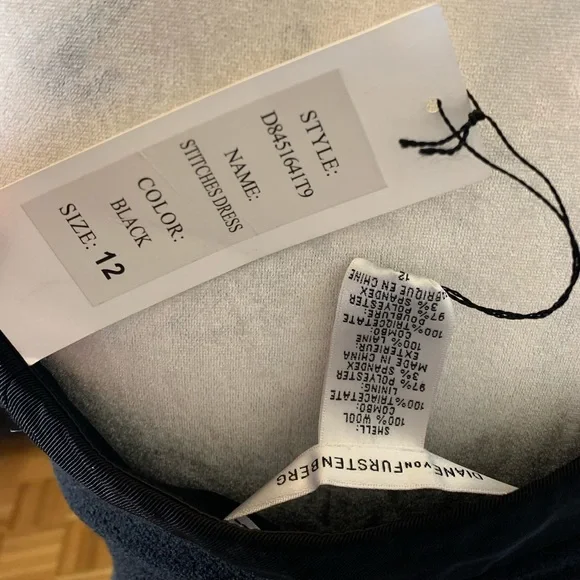 STYLE:
D8451641T9
NAME:
STITCHES DRESS
COLOR:
BLACK
SIZE: 12
DIANE VON FURSTENBERG
SHELL:
100% WOOL
COMBO:
100% TRIACETATE
LINING:
97% POLYESTER
3% SPANDEX
MADE IN CHINA
EXTERIEUR:
100% LAINE
COMBO:
100% TRIACETATE
DOUBLURE:
97% POLYESTER
3% SPANDEX
FABRIQUE EN CHINE
12